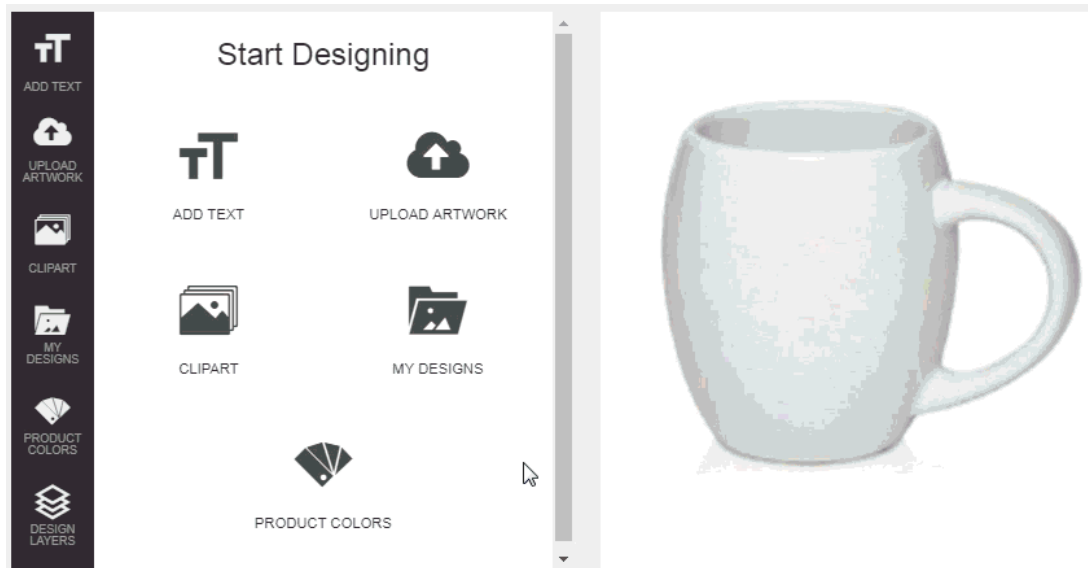 ADD TEXT
UPLOAD
ARTWORK
CLIPART
MY
DESIGNS
PRODUCT
COLORS
DESIGN
LAYERS
Start Designing
ADD TEXT
UPLOAD ARTWORK
CLIPART
MY DESIGNS
PRODUCT COLORS